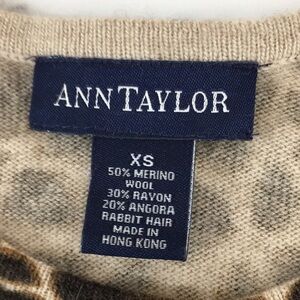 ANN TAYLOR
XS
50% MERINO
WOOL
30% RAYON
20% ANGORA
RABBIT HAIR
MADE IN
HONG KONG